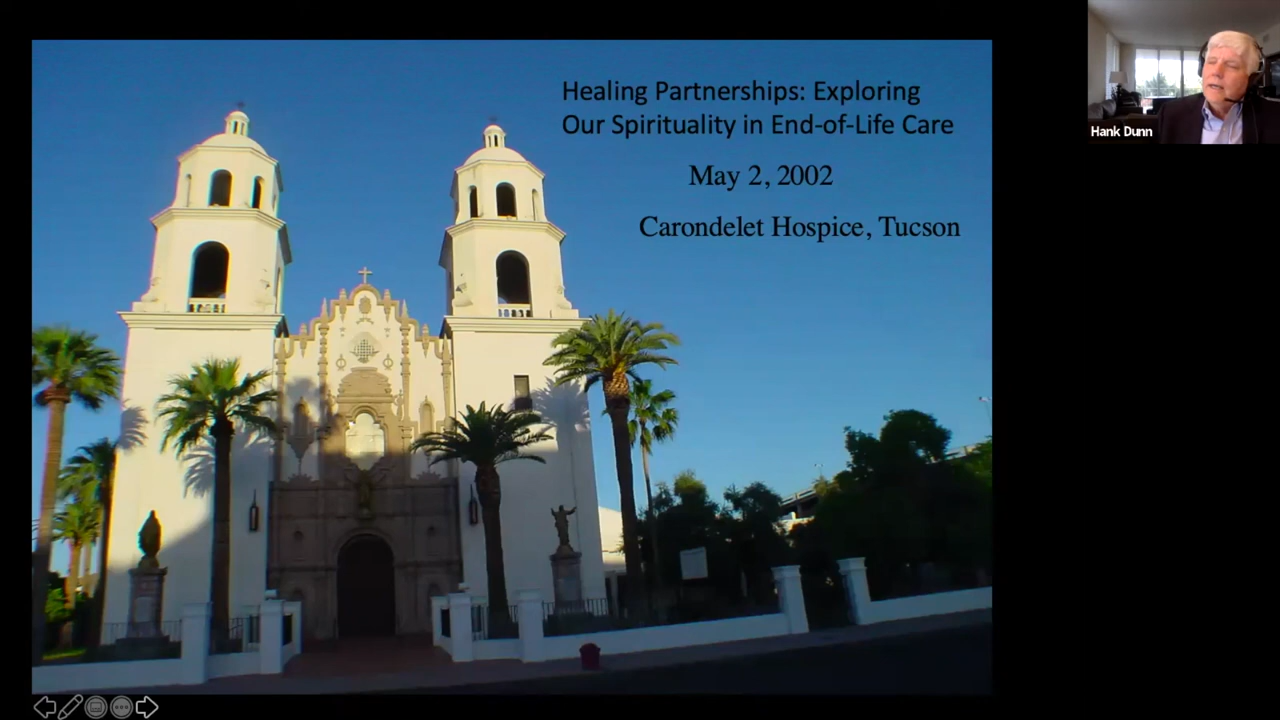 Healing Partnerships: Exploring
Our Spirituality in End-of-Life Care
May 2, 2002
Carondelet Hospice, Tucson
Hank Dunn